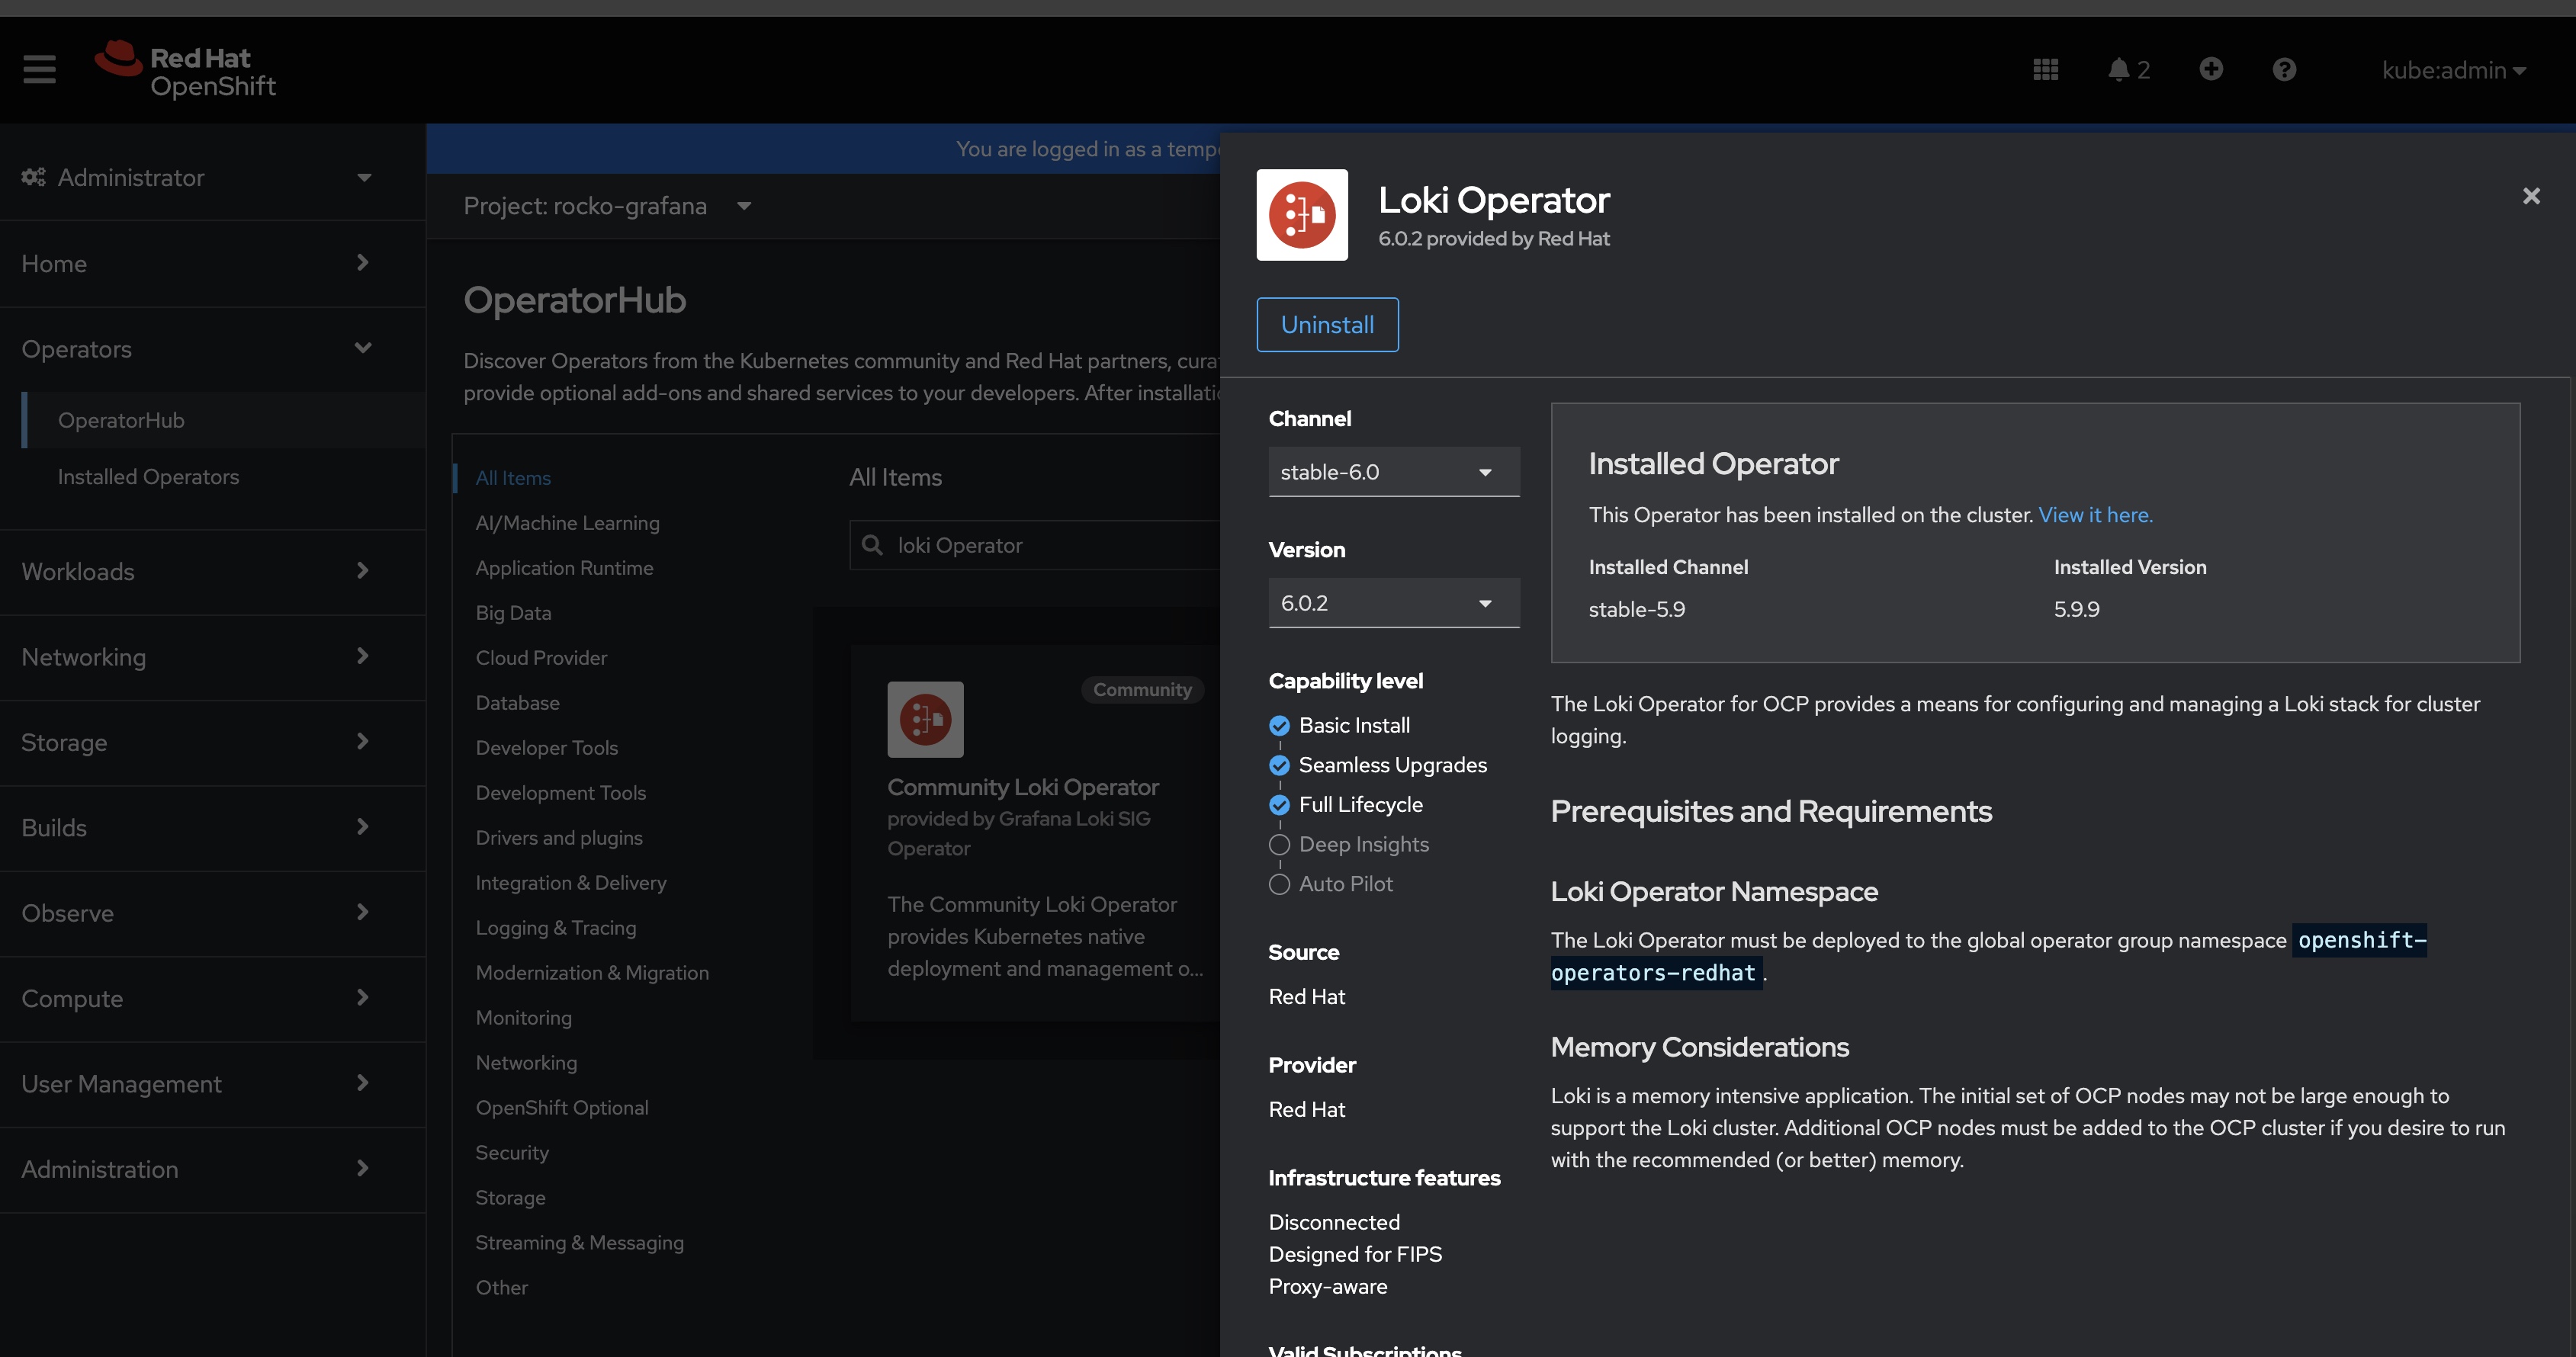 Red Hat
OpenShift
2
kube:admin
Administrator
Home
Operators
OperatorHub
Installed Operators
Workloads
Networking
Storage
Builds
Observe
Compute
User Management
Administration
You are logged in as a
Project: rocko-grafana
OperatorHub
Discover Operators from the Kubernetes community and Red Hat partners,
provide optional add-ons and shared services to your developers. After
All Items
AI/Machine Learning
Application Runtime
Big Data
Cloud Provider
Database
Developer Tools
Development Tools
Drivers and plugins
Integration & Delivery
Logging & Tracing
Modernization & Migration
Monitoring
Networking
OpenShift Optional
Security
Storage
Streaming & Messaging
Other
All Items
loki Operator
Community
Community Loki Operator
provided by Grafana Loki SIG
Operator
The Community Loki Operator
provides Kubernetes native
deployment and management o...
Loki Operator
6.0.2 provided by Red Hat
Uninstall
Channel
stable-6.0
Version
6.0.2
Capability level
Basic Install
Seamless Upgrades
Full Lifecycle
Deep Insights
Auto Pilot
Source
Red Hat
Provider
Red Hat
Infrastructure features
Disconnected
Designed for FIPS
Proxy-aware
Valid Subscriptions
Installed Operator
This Operator has been installed on the cluster. View it here.
Installed Channel
Installed Version
stable-5.9
5.9.9
The Loki Operator for OCP provides a means for configuring and managing a Loki stack for cluster
logging.
Prerequisites and Requirements
Loki Operator Namespace
The Loki Operator must be deployed to the global operator group namespace openshift-
operators-redhat.
Memory Considerations
Loki is a memory intensive application. The initial set of OCP nodes may not be large enough to
support the Loki cluster. Additional OCP nodes must be added to the OCP cluster if you desire to run
with the recommended (or better) memory.